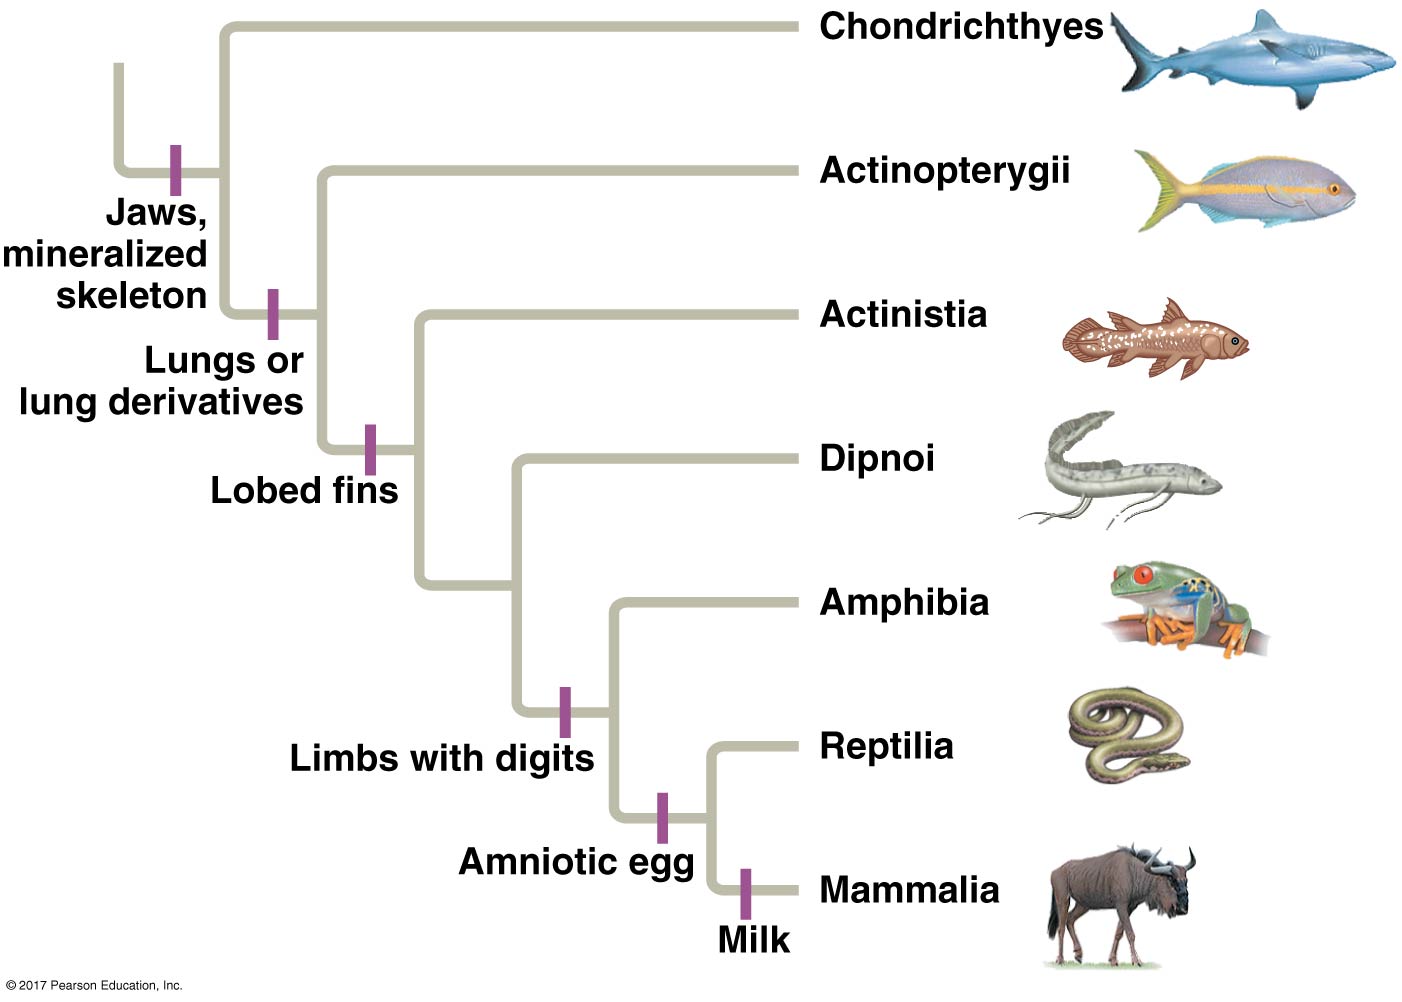 Chondrichthyes
Actinopterygii
Jaws,
mineralized
skeleton
Actinistia
Lungs or
lung derivatives
Dipnoi
Lobed fins
Amphibia
Reptilia
Limbs with digits
Amniotic egg
Mammalia
Milk
© 2017 Pearson Education, Inc.